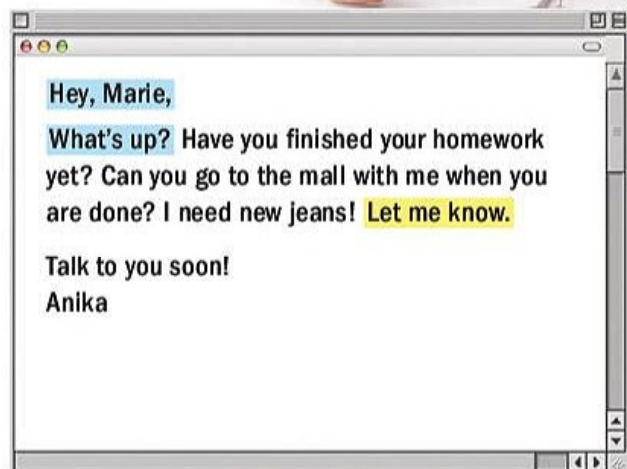 Hey, Marie,
What's up? Have you finished your homework
yet? Can you go to the mall with me when you
are done? I need new jeans! Let me know.
Talk to you soon!
Anika